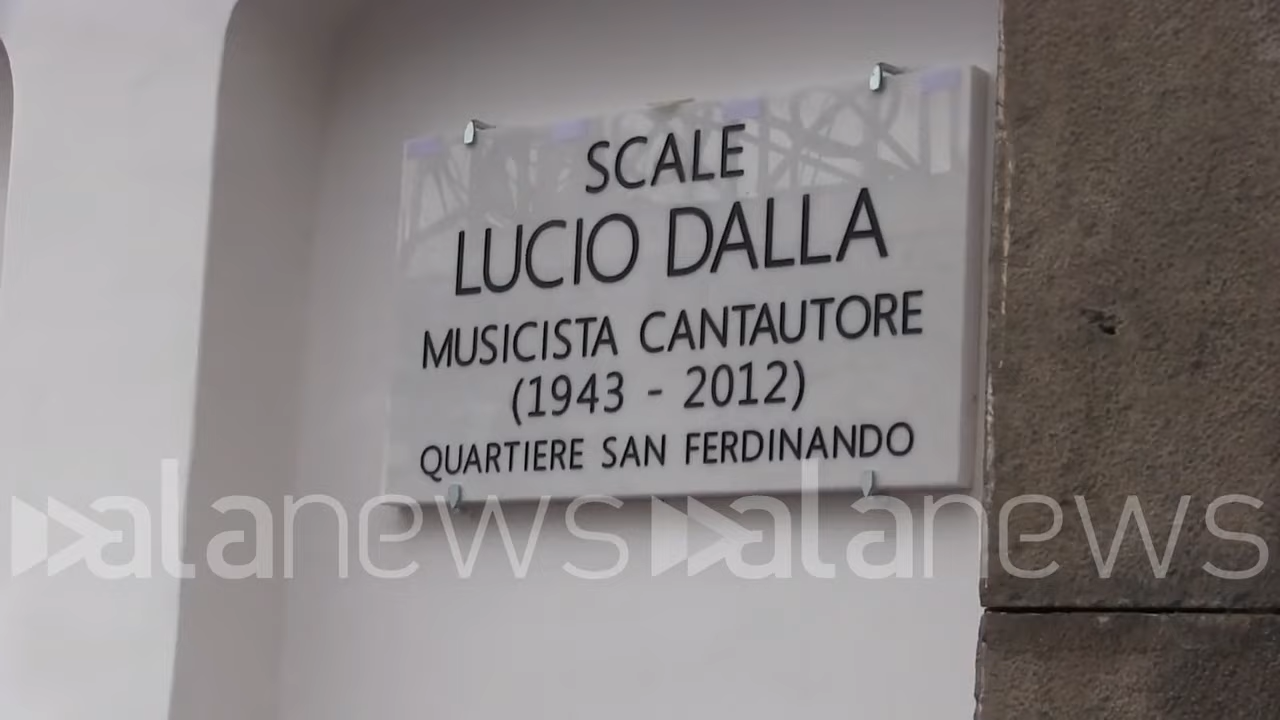 SCALE
LUCIO DALLA
MUSICISTA CANTAUTORE
(1943 - 2012)
QUARTIERE SAN FERDINANDO
alanews alanews